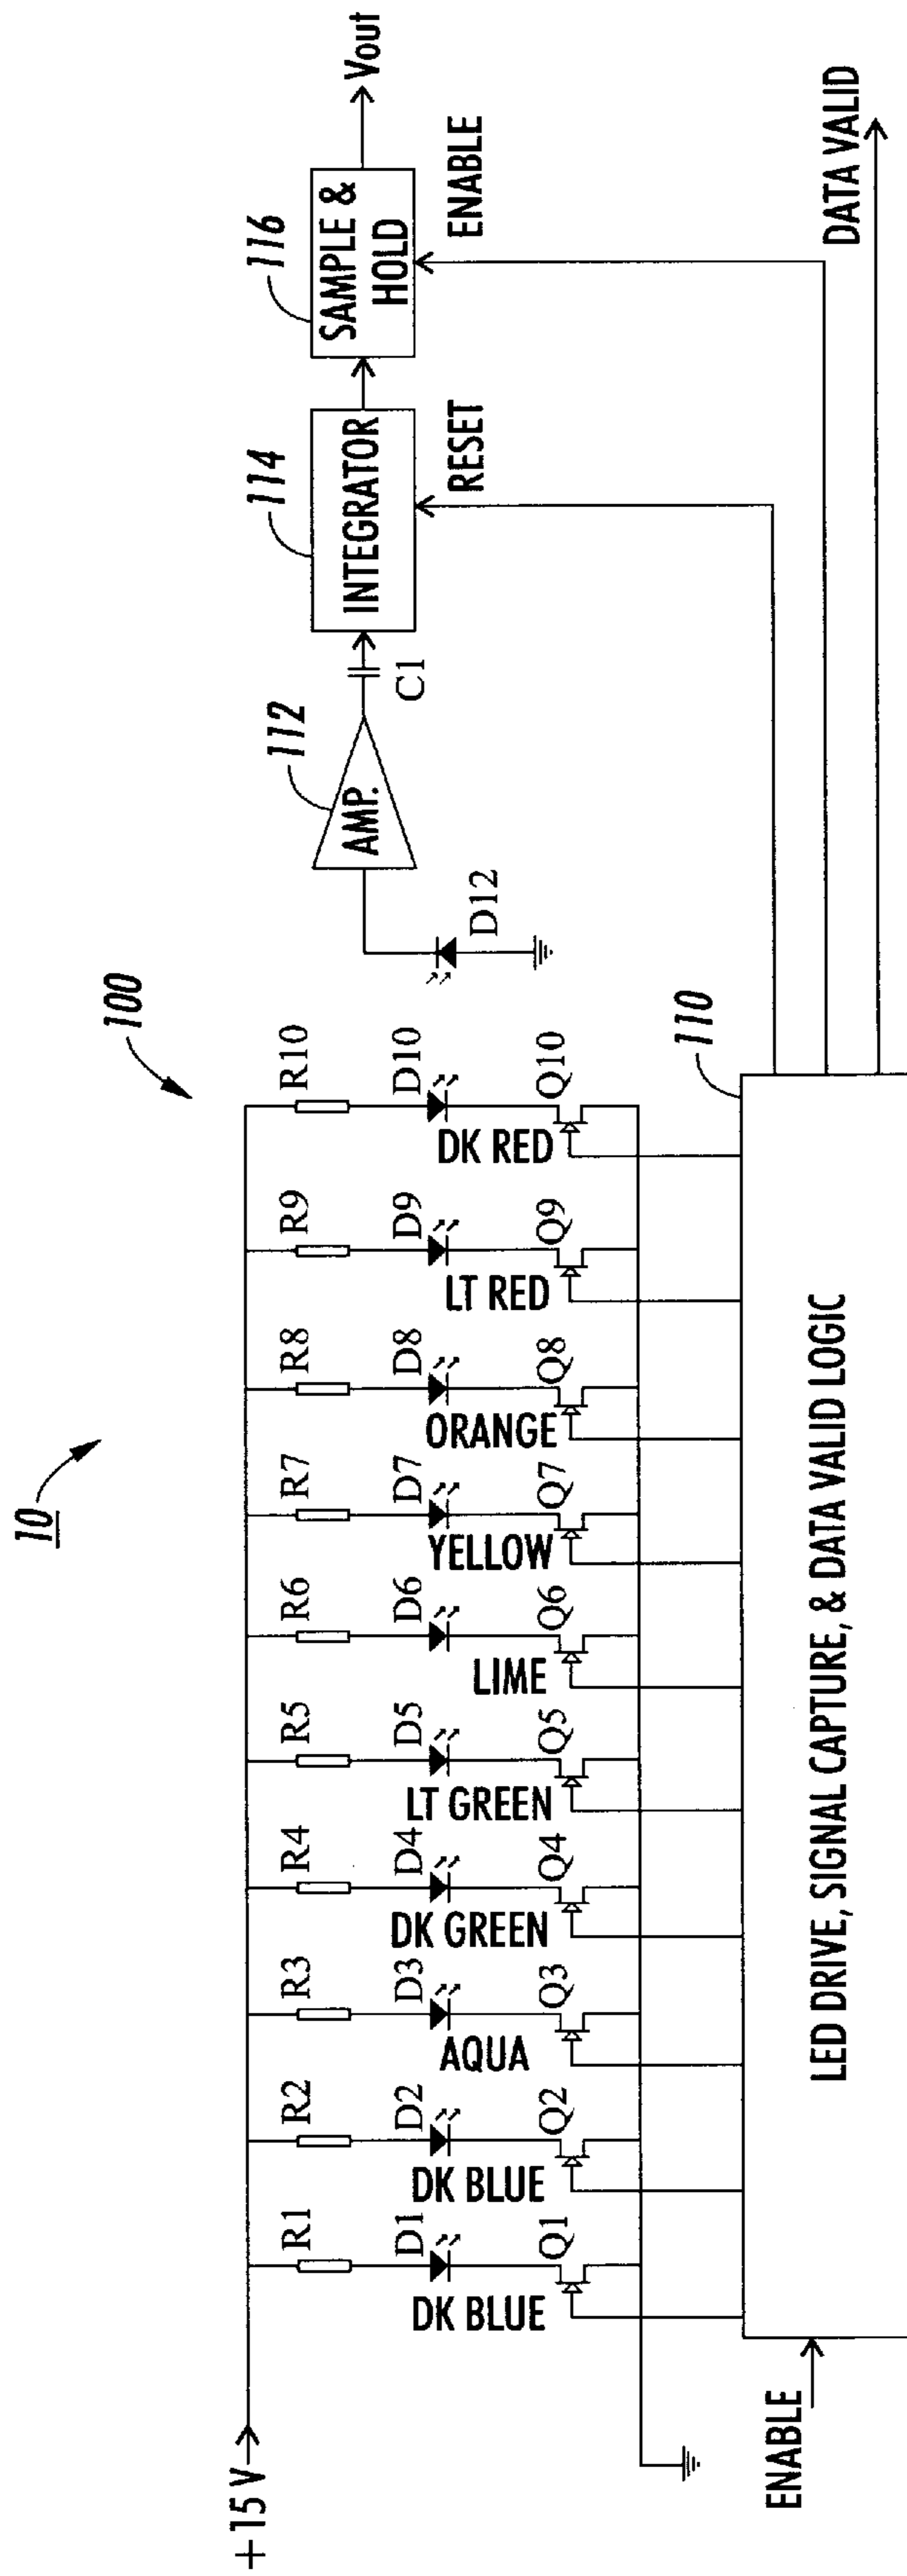 10
100
+15 V
R1 R2 R3 R4 R5 R6 R7 R8 R9 R10
D1 D2 D3 D4 D5 D6 D7 D8 D9 D10
DK BLUE
DK BLUE
AQUA
DK GREEN
LT GREEN
LIME
YELLOW
ORANGE
LT RED
DK RED
Q1 Q2 Q3 Q4 Q5 Q6 Q7 Q8 Q9 Q10
D12
112
AMP.
C1
114
INTEGRATOR
RESET
116
SAMPLE &
HOLD
ENABLE
Vout
110
ENABLE
LED DRIVE, SIGNAL CAPTURE, & DATA VALID LOGIC
DATA VALID